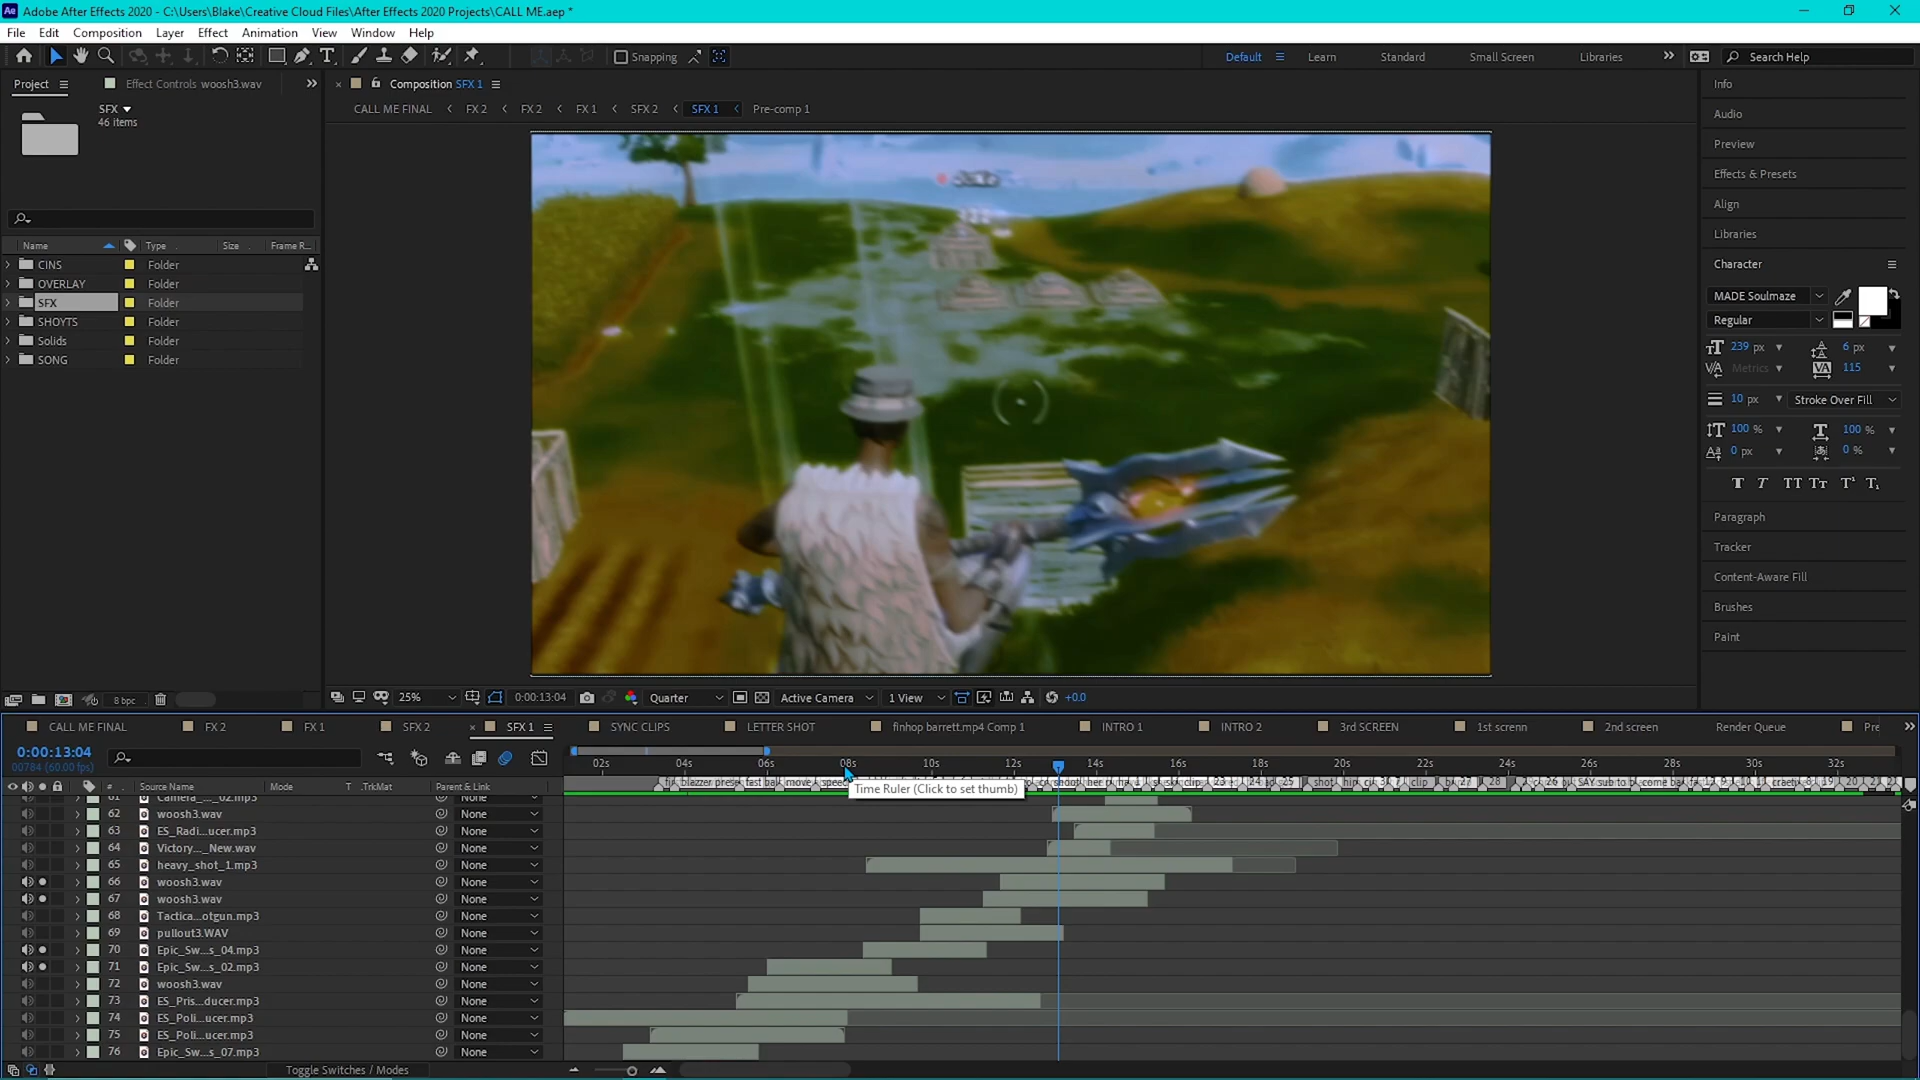 Adobe After Effects 2020 - C:\Users\Blake\Creative Cloud Files\After Effects 2020 Projects\CALL ME.aep *
File Edit Composition Layer Effect Animation View Window Help
Snapping Default Learn Standard Small Screen Libraries Search Help
Project Effect Controls woosh3.wav
SFX
46 items
Composition SFX 1
CALL ME FINAL FX 2 FX 2 FX 1 SFX 2 SFX 1 Pre-comp 1
Name Type Size Frame R...
CINS Folder
OVERLAY Folder
SFX Folder
SHOYTS Folder
Solids Folder
SONG Folder
8 bpc
25% 0:00:13:04 Quarter Active Camera 1 View +0.0
Info
Audio
Preview
Effects & Presets
Align
Libraries
Character
MADE Soulmaze
Regular
239 px 6 px
Metrics 115
10 px Stroke Over Fill
100 % 100 %
0 px 0 %
Paragraph
Tracker
Content-Aware Fill
Brushes
Paint
CALL ME FINAL FX 2 FX 1 SFX 2 SFX 1 SYNC CLIPS LETTER SHOT finhop barrett.mp4 Comp 1 INTRO 1 INTRO 2 3rd SCREEN 1st screnn 2nd screen Render Queue Pre
0:00:13:04
00784 (60.00 fps)
02s 04s 06s 08s 10s 12s 14s 16s 18s 20s 22s 24s 26s 28s 30s 32s
# Source Name Mode T .TrkMat Parent & Link
Time Ruler (Click to set thumb)
61 Camera_..._02.mp3
62 woosh3.wav None
63 ES_Radi...ucer.mp3 None
64 Victory..._New.wav None
65 heavy_shot_1.mp3 None
66 woosh3.wav None
67 woosh3.wav None
68 Tactica...otgun.mp3 None
69 pullout3.WAV None
70 Epic_Sw...s_04.mp3 None
71 Epic_Sw...s_02.mp3 None
72 woosh3.wav None
73 ES_Pris...ducer.mp3 None
74 ES_Poli...ucer.mp3 None
75 ES_Poli...ucer.mp3 None
76 Epic_Sw...s_07.mp3 None
Toggle Switches / Modes